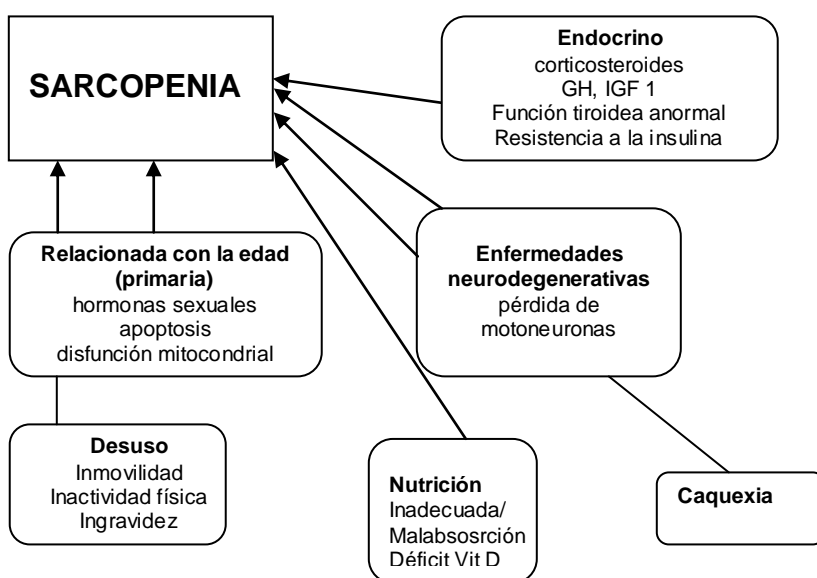 SARCOPENIA
Endocrino
corticosteroides
GH, IGF 1
Función tiroidea anormal
Resistencia a la insulina
Relacionada con la edad
(primaria)
hormonas sexuales
apoptosis
disfunción mitocondrial
Enfermedades
neurodegenerativas
pérdida de
motoneuronas
Desuso
Inmovilidad
Inactividad física
Ingravidez
Nutrición
Inadecuada/
Malabsosrción
Déficit Vit D
Caquexia